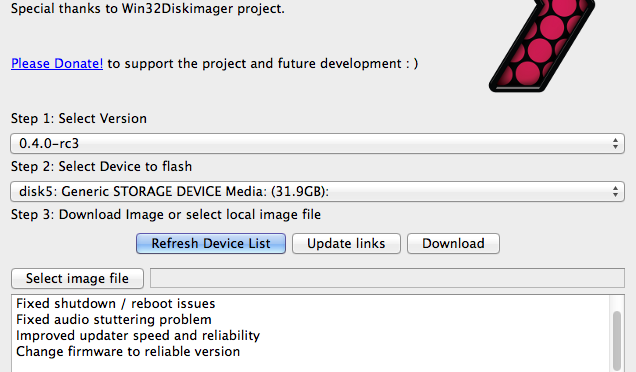 Special thanks to Win32Diskimager project.
Please Donate! to support the project and future development : )
Step 1: Select Version
0.4.0-rc3
Step 2: Select Device to flash
disk5: Generic STORAGE DEVICE Media: (31.9GB):
Step 3: Download Image or select local image file
Refresh Device List Update links Download
Select image file
Fixed shutdown / reboot issues
Fixed audio stuttering problem
Improved updater speed and reliability
Change firmware to reliable version